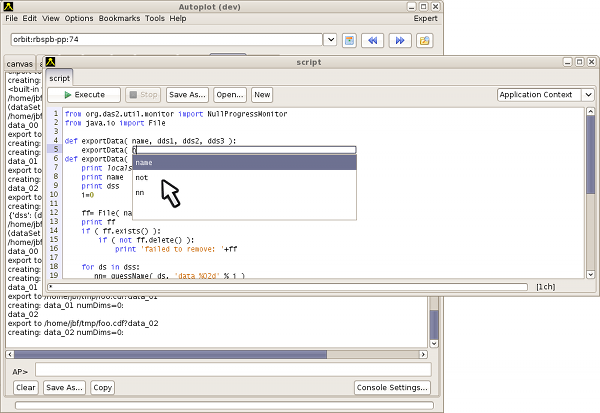 Autoplot (dev)
File Edit View Options Bookmarks Tools Help Expert
orbit:rbspb-pp:74
canvas
script
script
Execute Stop Save As... Open... New Application Context
1 from org.das2.util.monitor import NullProgressMonitor
2 from java.io import File
3
4 def exportData( name, dds1, dds2, dds3 ):
5 exportData( n
6 def exportData(
7 print locals
8 print name
9 print dss
10 i=0
11
12 ff= File( na
13 print ff
14 if ( ff.exists() ):
15 if ( not ff.delete() ):
16 print 'failed to remove: '+ff
17
18 for ds in dss:
19 nn= guessName( ds, 'data_%02d' % i )
name
not
nn
* [1ch]
export to
creating:
<built-in
(dataSet
/home/jbf
data_00
export to
creating:
data_01
export to
creating:
data_02
export to
creating:
{'dss': (d
(dataSet
/home/jbf
data_00
export to
creating:
data_01
export to /home/jbf/tmp/foo.cdf?data_01
creating: data_01 numDims=0:
data_02
export to /home/jbf/tmp/foo.cdf?data_02
creating: data_02 numDims=0:
AP>
Clear Save As... Copy Console Settings...